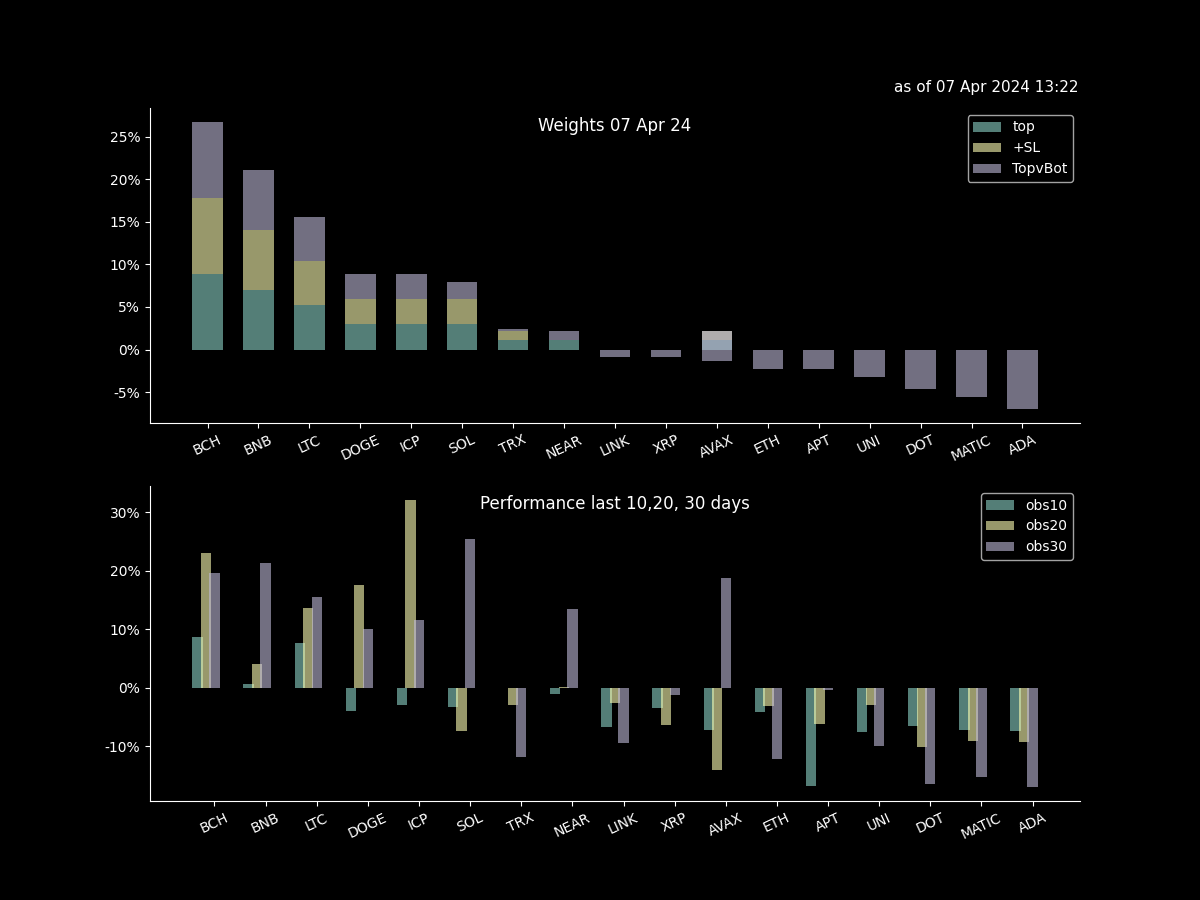 as of 07 Apr 2024 13:22
Weights 07 Apr 24
top
+SL
TopvBot
25%
20%
15%
10%
5%
0%
-5%
BCH BNB LTC DOGE ICP SOL TRX NEAR LINK XRP AVAX ETH APT UNI DOT MATIC ADA
Performance last 10,20, 30 days
obs10
obs20
obs30
30%
20%
10%
0%
-10%
BCH BNB LTC DOGE ICP SOL TRX NEAR LINK XRP AVAX ETH APT UNI DOT MATIC ADA